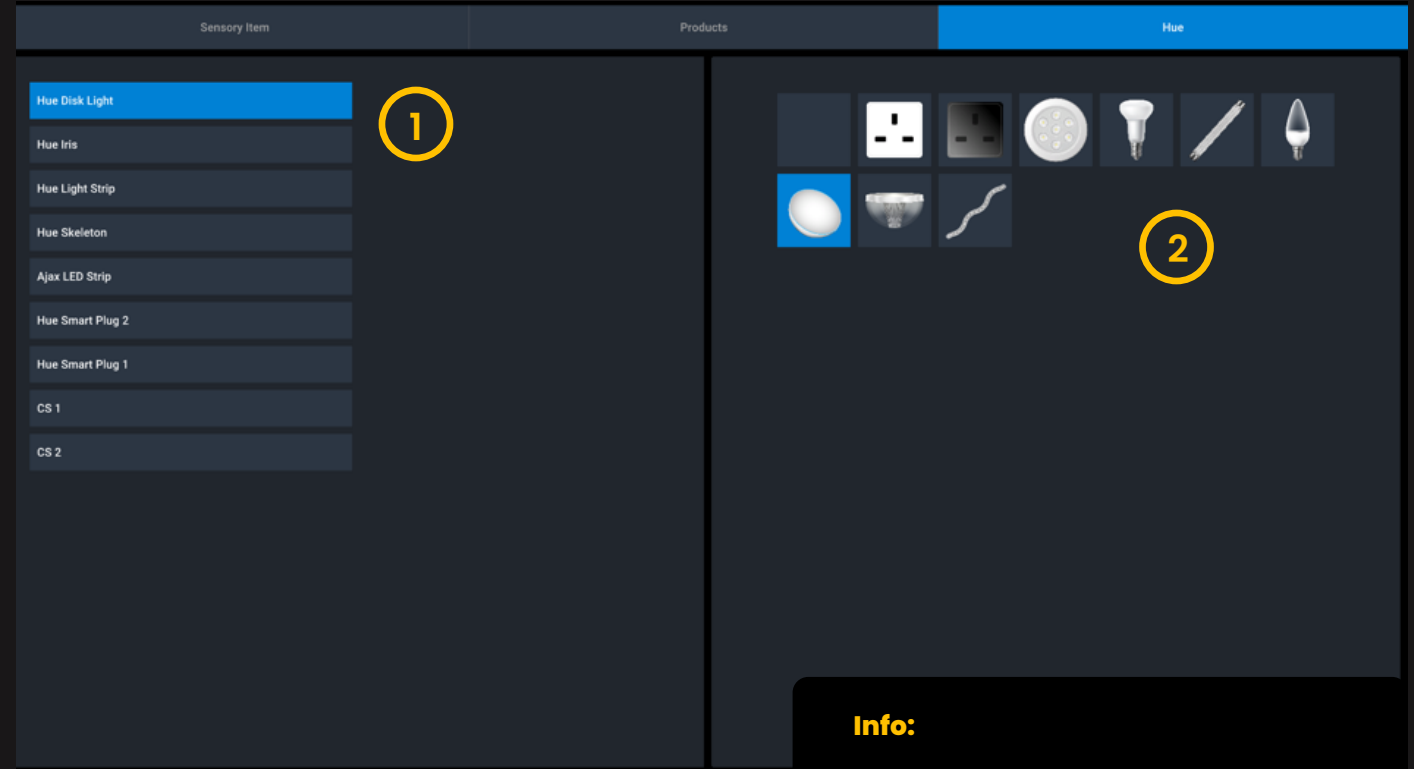 Sensory Item
Products
Hue
Hue Disk Light
Hue Iris
Hue Light Strip
Hue Skeleton
Ajax LED Strip
Hue Smart Plug 2
Hue Smart Plug 1
CS 1
CS 2
1
2
Info: